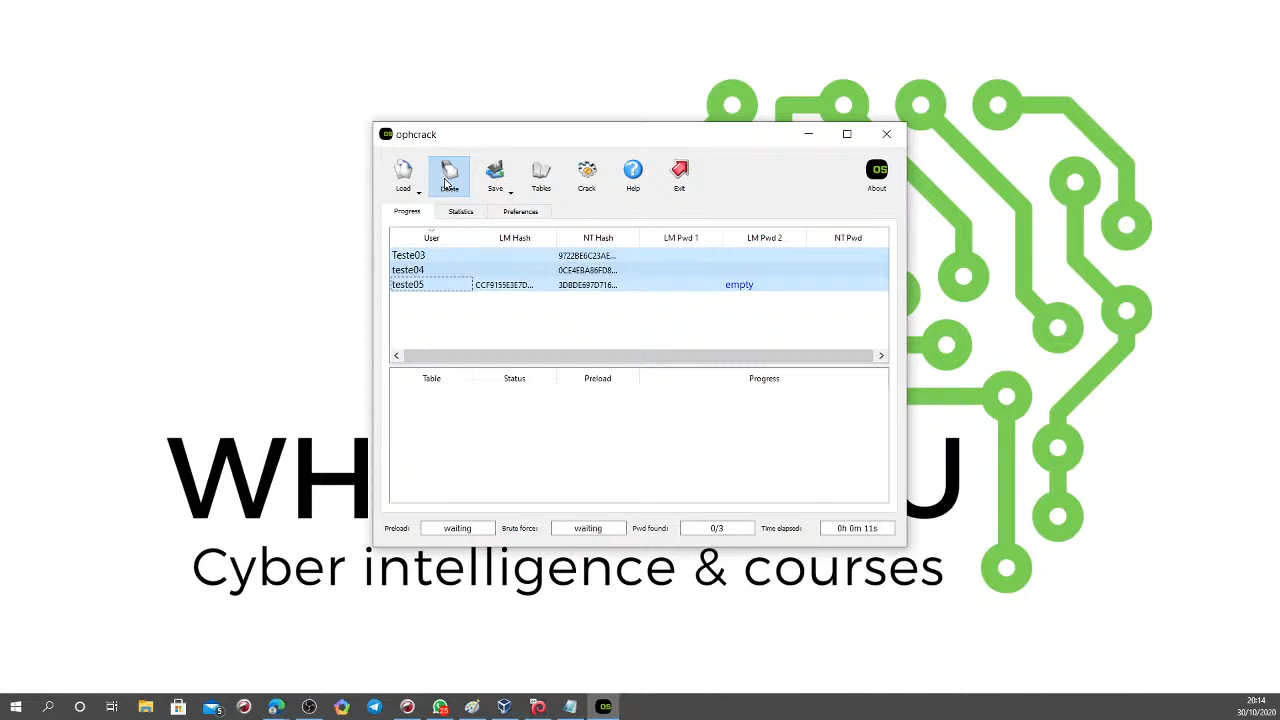 ophcrack
Load
Delete
Save
Tables
Crack
Help
Exit
OS
About
Progress
Statistics
Preferences
User LM Hash NT Hash LM Pwd 1 LM Pwd 2 NT Pwd
Teste03 9722BE6C23AE...
teste04 0CE4EBA86FD8...
teste05 CCF9155E3E7D... 3DBDE697D716... empty
Table Status Preload Progress
Preload: waiting Brute force: waiting Pwd found: 0/3 Time elapsed: 0h 0m 11s
Cyber intelligence & courses
20:14
30/10/2020